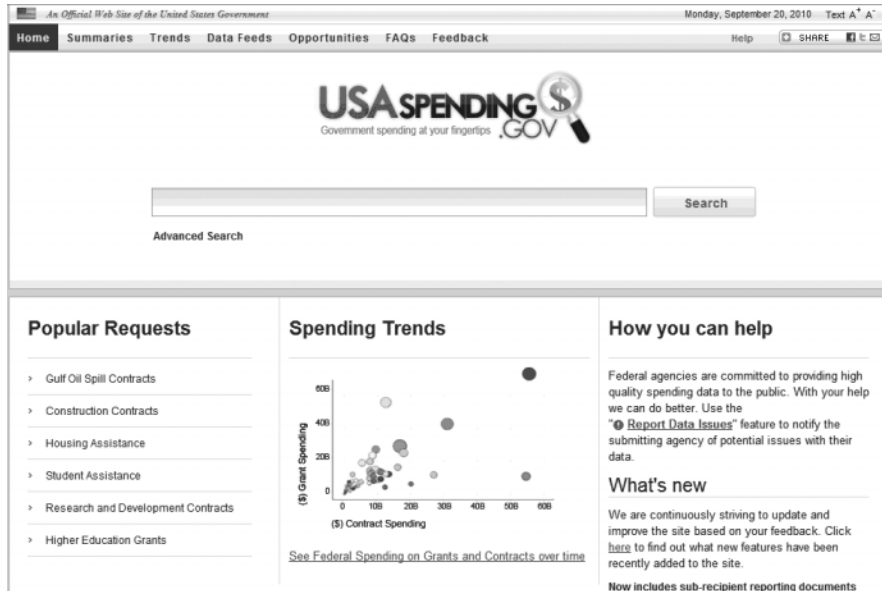 An Official Web Site of the United States Government
Monday, September 20, 2010 Text A+ A-
Home Summaries Trends Data Feeds Opportunities FAQs Feedback Help SHARE
USASPENDING
.GOV
Government spending at your fingertips
Search
Advanced Search
Popular Requests
› Gulf Oil Spill Contracts
› Construction Contracts
› Housing Assistance
› Student Assistance
› Research and Development Contracts
› Higher Education Grants
Spending Trends
($) Grant Spending
60B
40B
20B
0
0 10B 20B 30B 50B 60B
($) Contract Spending
See Federal Spending on Grants and Contracts over time
How you can help
Federal agencies are committed to providing high
quality spending data to the public. With your help
we can do better. Use the
"Report Data Issues" feature to notify the
submitting agency of potential issues with their
data.
What's new
We are continuously striving to update and
improve the site based on your feedback. Click
here to find out what new features have been
recently added to the site.
Now includes sub-recipient reporting documents